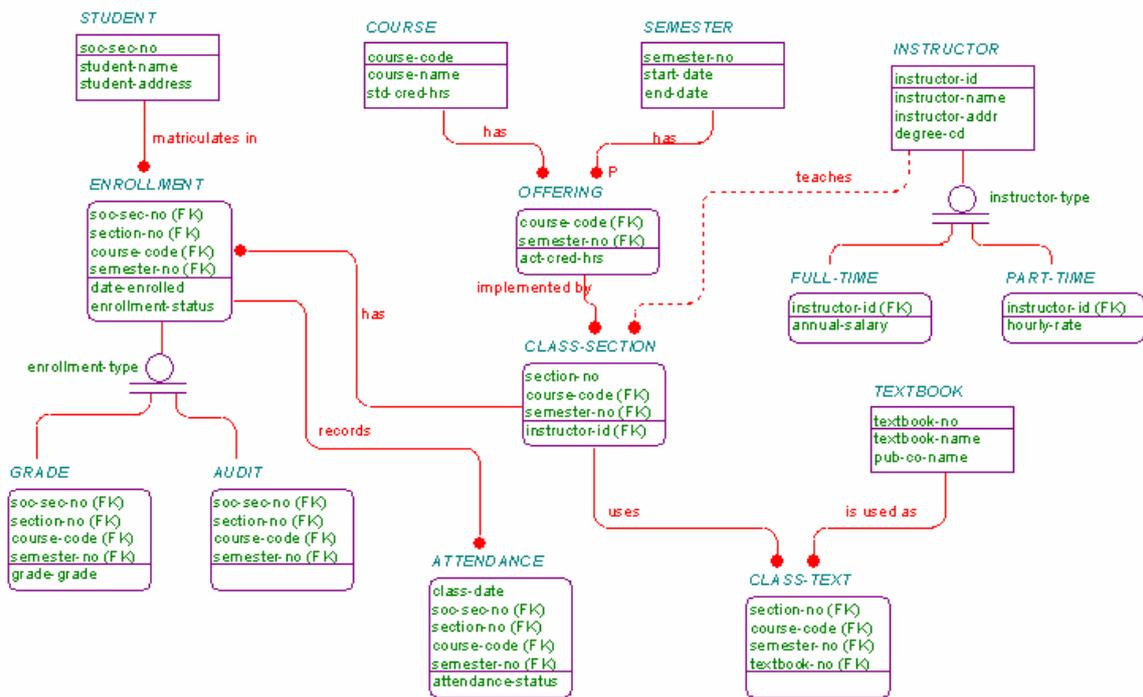 STUDENT
soc-sec-no
student-name
student-address
COURSE
course-code
course-name
std-cred-hrs
SEMESTER
semester-no
start-date
end-date
INSTRUCTOR
instructor-id
instructor-name
instructor-addr
degree-cd
matriculates in
has
has
P
teaches
instructor-type
ENROLLMENT
soc-sec-no (FK)
section-no (FK)
course-code (FK)
semester-no (FK)
date-enrolled
enrollment-status
OFFERING
course-code (FK)
semester-no (FK)
act-cred-hrs
implemented by
FULL-TIME
instructor-id (FK)
annual-salary
PART-TIME
instructor-id (FK)
hourly-rate
has
enrollment-type
CLASS-SECTION
section-no
course-code (FK)
semester-no (FK)
instructor-id (FK)
TEXTBOOK
textbook-no
textbook-name
pub-co-name
records
GRADE
soc-sec-no (FK)
section-no (FK)
course-code (FK)
semester-no (FK)
grade-grade
AUDIT
soc-sec-no (FK)
section-no (FK)
course-code (FK)
semester-no (FK)
uses
is used as
ATTENDANCE
class-date
soc-sec-no (FK)
section-no (FK)
course-code (FK)
semester-no (FK)
attendance-status
CLASS-TEXT
section-no (FK)
course-code (FK)
semester-no (FK)
textbook-no (FK)